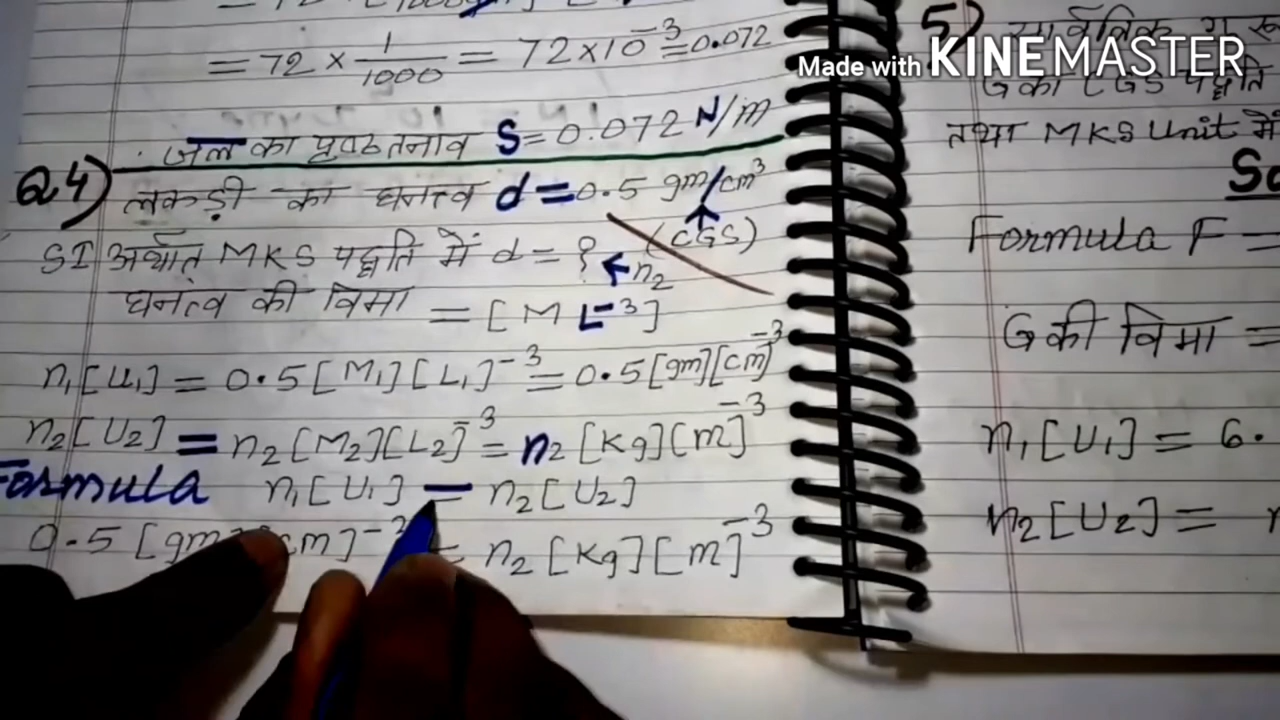 = 72 × 1/1000 = 72×10⁻³ = 0.072
जल का पृष्ठ तनाव S = 0.072 N/m
Q4) लकड़ी का घनत्व d = 0.5 gm/cm³
(CGS)
SI अर्थात MKS पद्धति में d = ? ← n₂
घनत्व की विमा = [M L⁻³]
n₁[U₁] = 0.5[M₁][L₁]⁻³ = 0.5[gm][cm]⁻³
n₂[U₂] = n₂[M₂][L₂]⁻³ = n₂[Kg][m]⁻³
Formula n₁[U₁] = n₂[U₂]
0.5 [gm][cm]⁻³ = n₂[Kg][m]⁻³
Made with KINEMASTER
5)
G का CGS पद्धति
तथा MKS Unit में
Formula F =
G की विमा =
n₁[U₁] = 6.
n₂[U₂] =